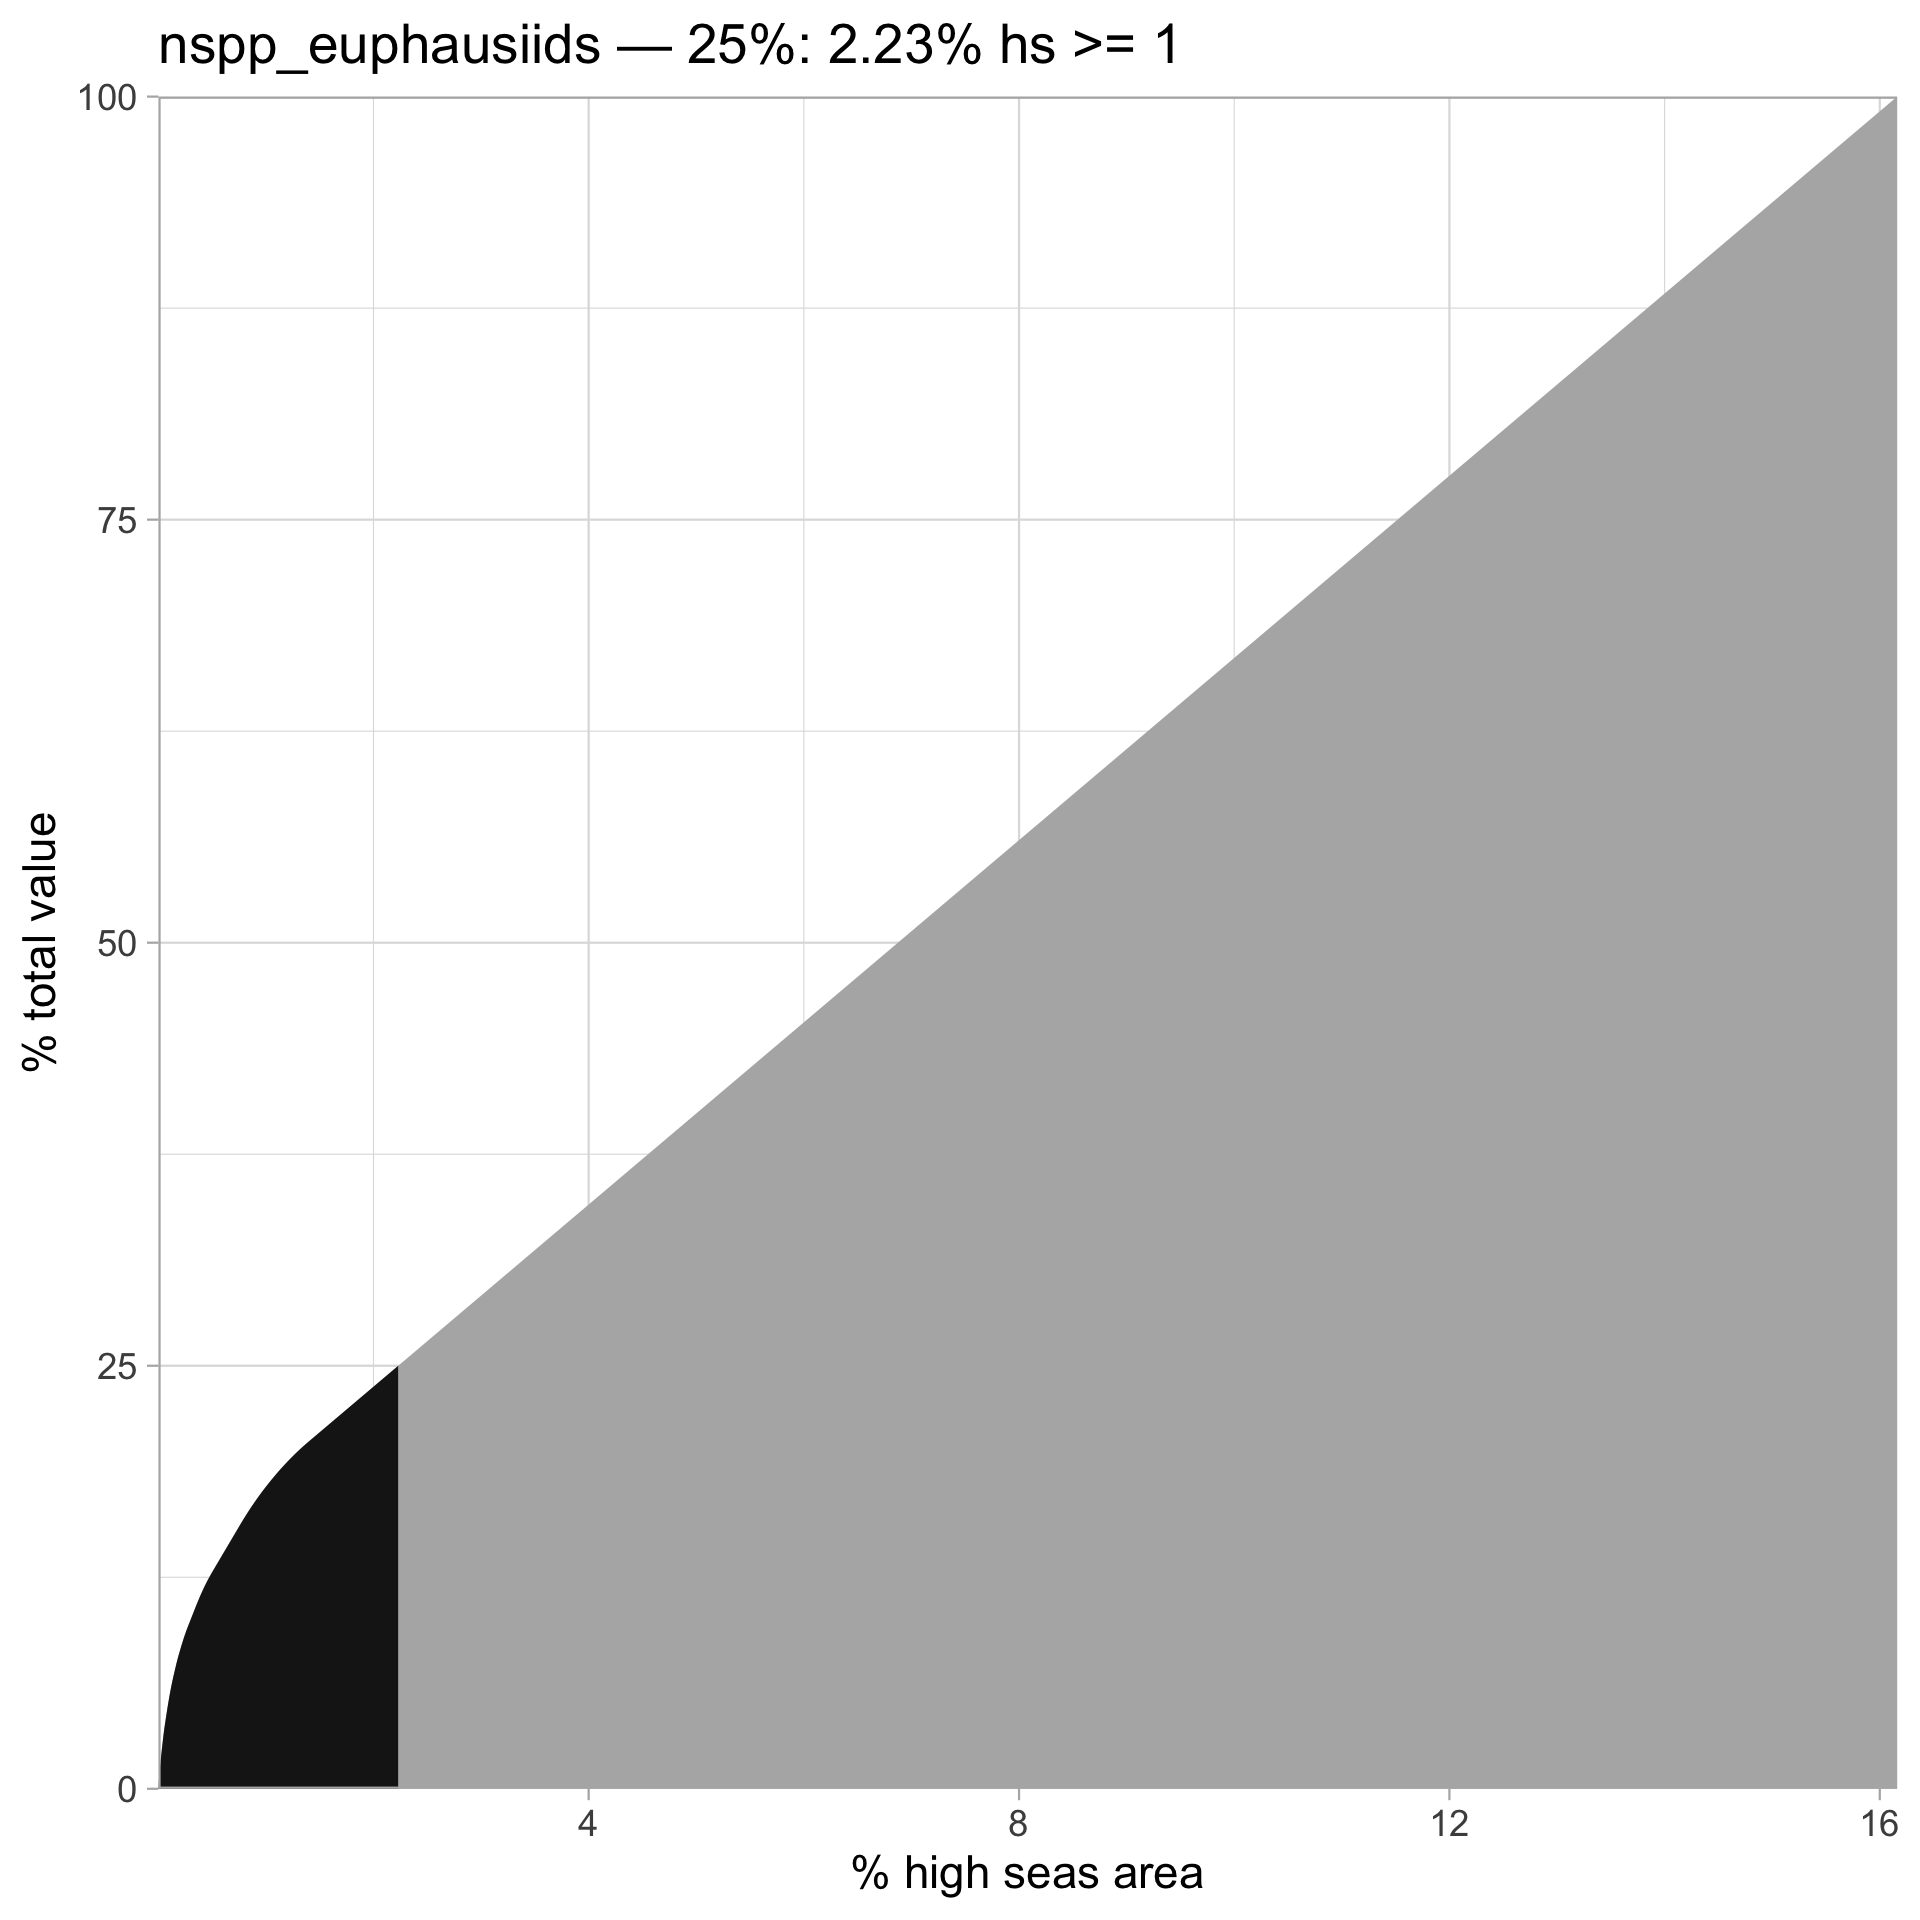 nspp_euphausiids — 25%: 2.23% hs >= 1
100
75
50
25
0
% total value
4 8 12 16
% high seas area